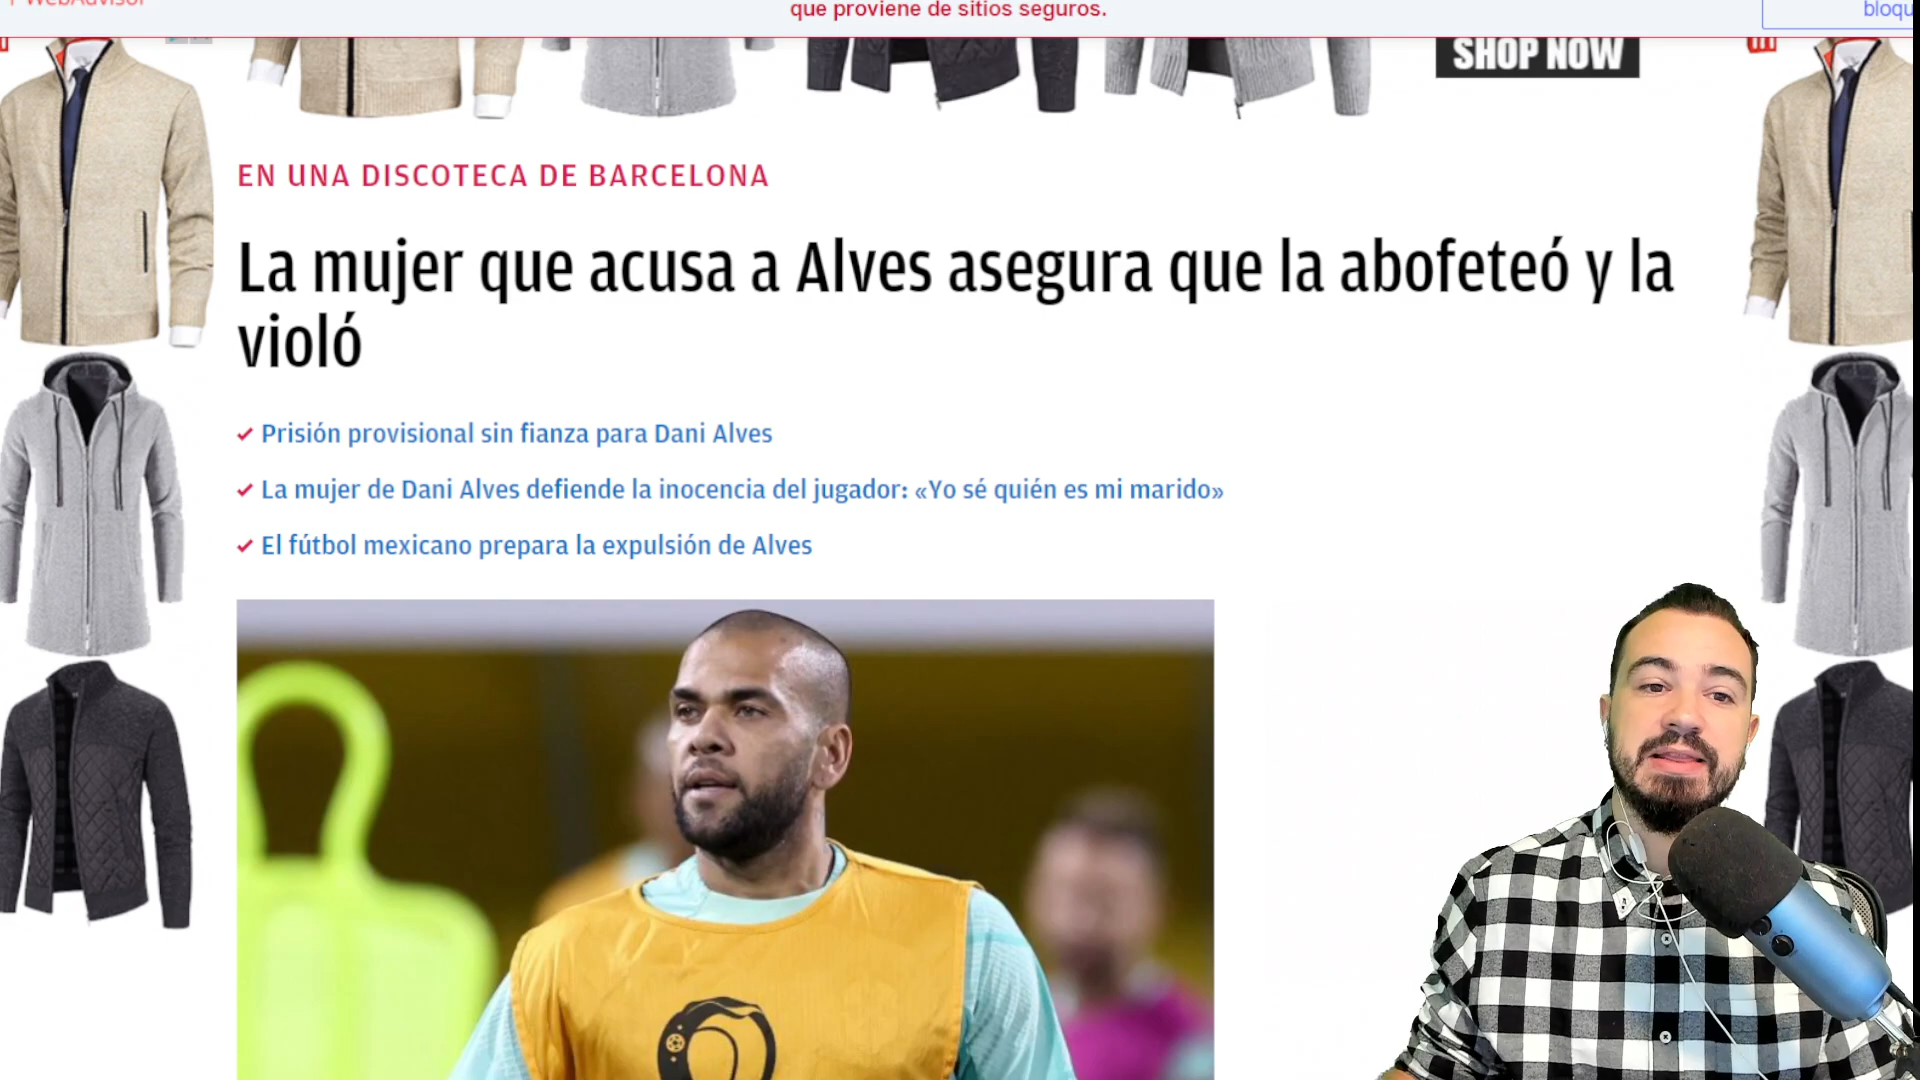 que proviene de sitios seguros.
SHOP NOW
EN UNA DISCOTECA DE BARCELONA
La mujer que acusa a Alves asegura que la abofeteó y la
violó
Prisión provisional sin fianza para Dani Alves
La mujer de Dani Alves defiende la inocencia del jugador: «Yo sé quién es mi marido»
El fútbol mexicano prepara la expulsión de Alves